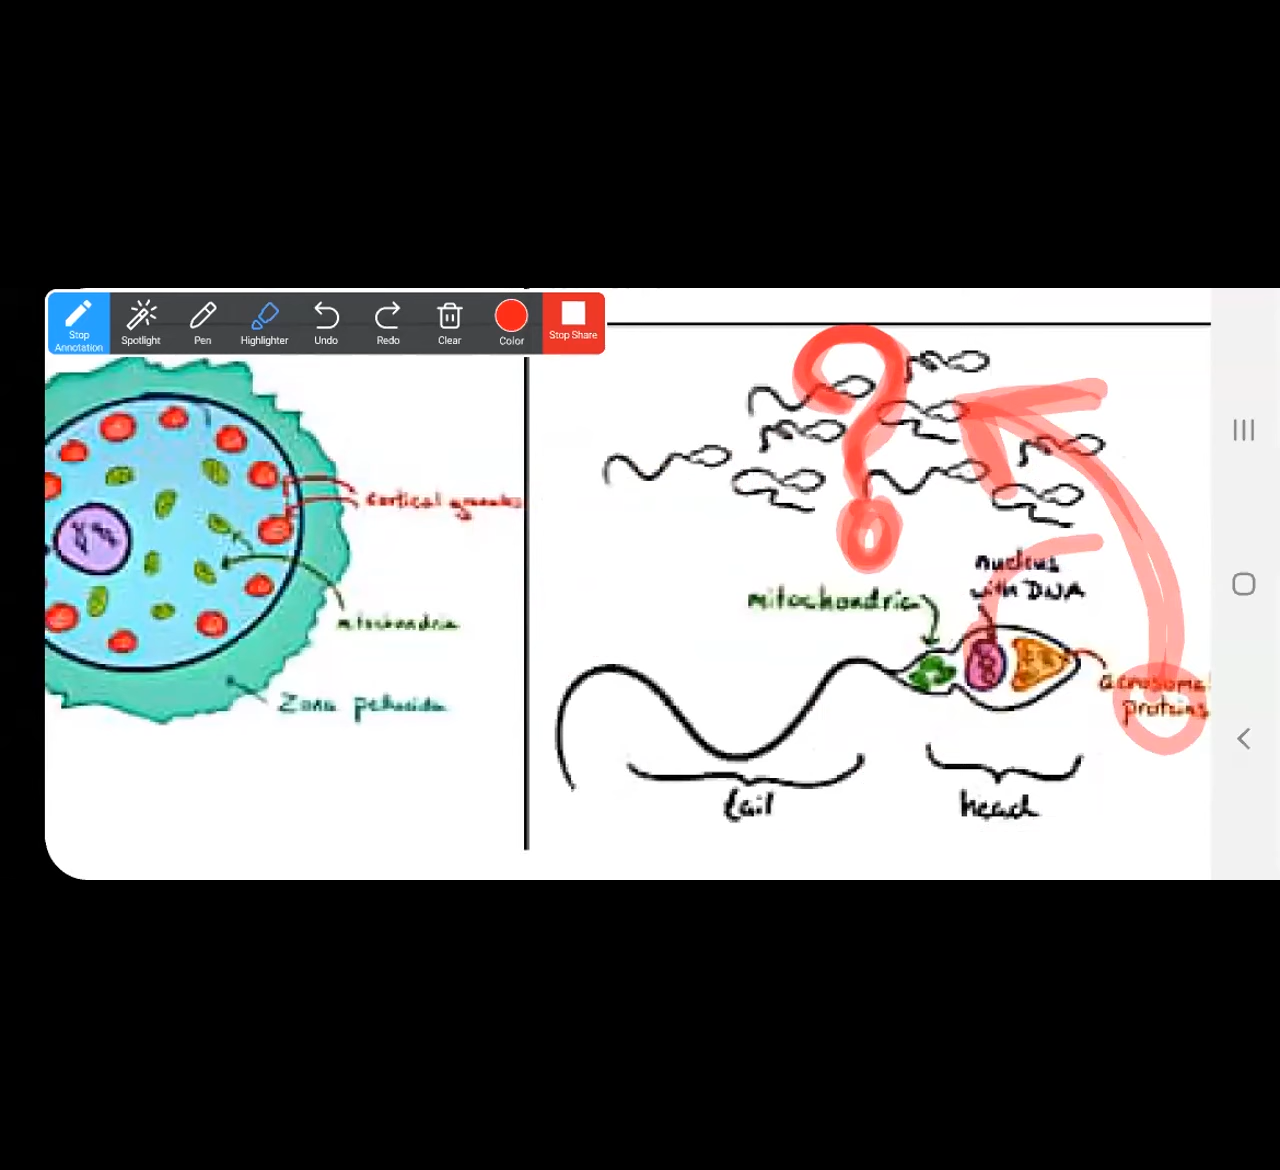 Stop
Annotation
Spotlight
Pen
Highlighter
Undo
Redo
Clear
Color
Stop Share
cortical granules
mitochondria
Zona pellucida
mitochondria
nucleus
with DNA
acrosomal
proteins
tail
head